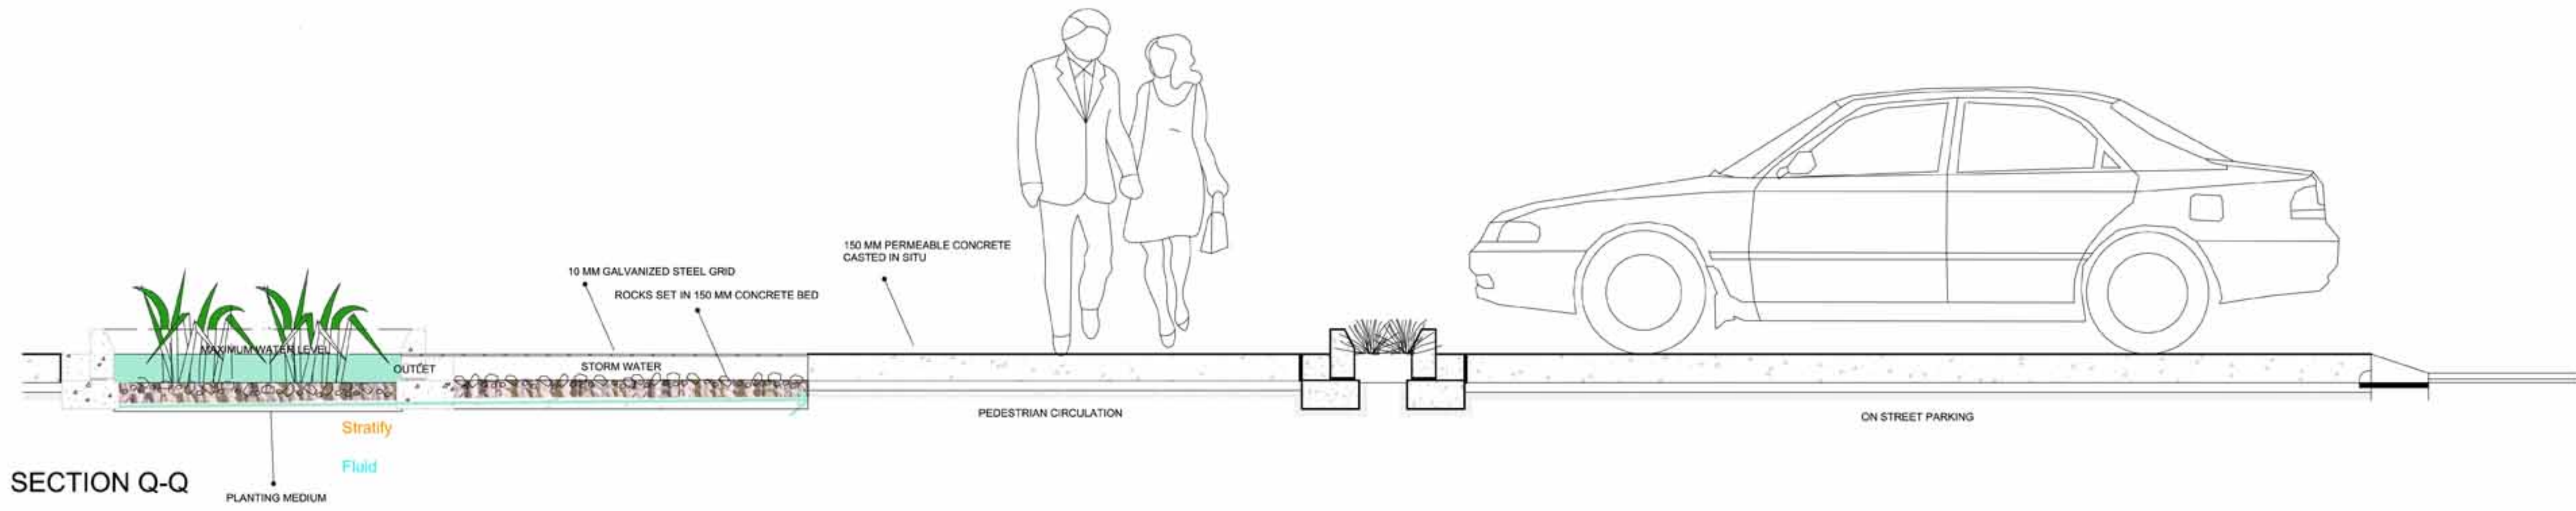 150 MM PERMEABLE CONCRETE
CASTED IN SITU
10 MM GALVANIZED STEEL GRID
ROCKS SET IN 150 MM CONCRETE BED
MAXIMUM WATER LEVEL
OUTLET
STORM WATER
PEDESTRIAN CIRCULATION
ON STREET PARKING
Stratify
Fluid
SECTION Q-Q
PLANTING MEDIUM